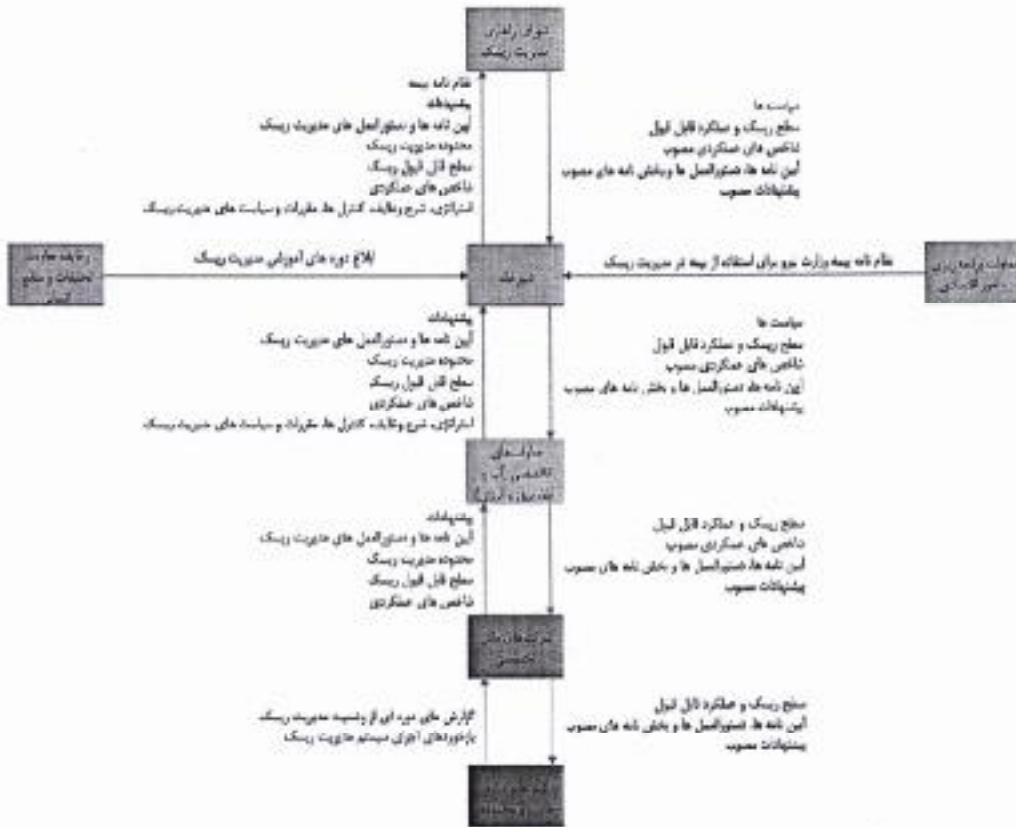 شورای راهبری
مدیریت ریسک
نظام نامه بیمه
پیشنهادات
آیین نامه ها و دستورالعمل های مدیریت ریسک
محدوده مدیریت ریسک
سطح قابل قبول ریسک
شاخص های عملکردی
استراتژی، شرح وظایف، کنترل ها، مقررات و سیاست های مدیریت ریسک
سیاست ها
سطح ریسک و عملکرد قابل قبول
شاخص های عملکردی مصوب
آیین نامه ها، دستورالعمل ها و بخش نامه های مصوب
پیشنهادات مصوب
معاونت برنامه ریزی
نظام نامه بیمه وزارت نیرو برای استفاده از بیمه در مدیریت ریسک
ابلاغ دوره های آموزشی مدیریت ریسک
تحقیقات و منابع
پیشنهادات
آیین نامه ها و دستورالعمل های مدیریت ریسک
محدوده مدیریت ریسک
سطح قابل قبول ریسک
شاخص های عملکردی
استراتژی، شرح وظایف، کنترل ها، مقررات و سیاست های مدیریت ریسک
سیاست ها
سطح ریسک و عملکرد قابل قبول
شاخص های عملکردی مصوب
آیین نامه ها، دستورالعمل ها و بخش نامه های مصوب
پیشنهادات مصوب
پیشنهادات
آیین نامه ها و دستورالعمل های مدیریت ریسک
محدوده مدیریت ریسک
سطح قابل قبول ریسک
شاخص های عملکردی
سطح ریسک و عملکرد قابل قبول
شاخص های عملکردی مصوب
آیین نامه ها، دستورالعمل ها و بخش نامه های مصوب
پیشنهادات مصوب
تخصصی
گزارش های دوره ای از وضعیت مدیریت ریسک
بازخوردهای اجرای سیستم مدیریت ریسک
سطح ریسک و عملکرد قابل قبول
آیین نامه ها، دستورالعمل ها و بخش نامه های مصوب
پیشنهادات مصوب